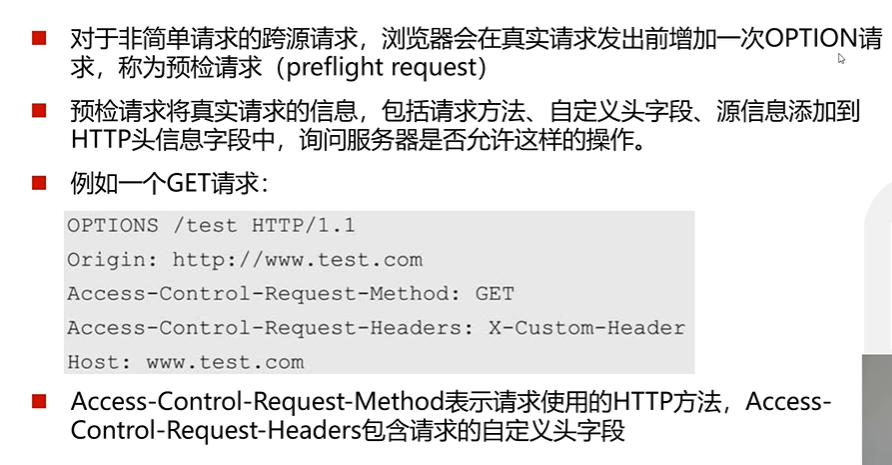 对于非简单请求的跨源请求，浏览器会在真实请求发出前增加一次OPTION请
求，称为预检请求（preflight request）
预检请求将真实请求的信息，包括请求方法、自定义头字段、源信息添加到
HTTP头信息字段中，询问服务器是否允许这样的操作。
例如一个GET请求：
OPTIONS /test HTTP/1.1
Origin: http://www.test.com
Access-Control-Request-Method: GET
Access-Control-Request-Headers: X-Custom-Header
Host: www.test.com
Access-Control-Request-Method表示请求使用的HTTP方法，Access-
Control-Request-Headers包含请求的自定义头字段